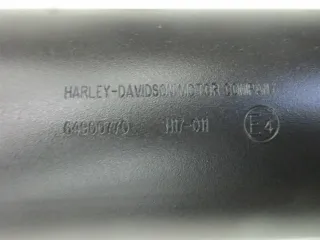 HARLEY-DAVIDSON MOTOR COMPANY
64900770 H17-011 E4